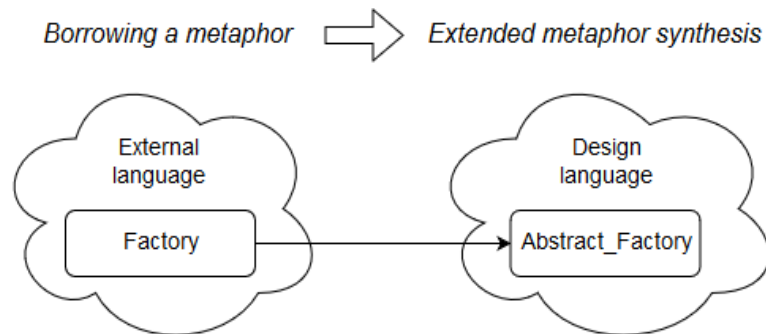 Borrowing a metaphor
Extended metaphor synthesis
External
language
Factory
Design
language
Abstract_Factory